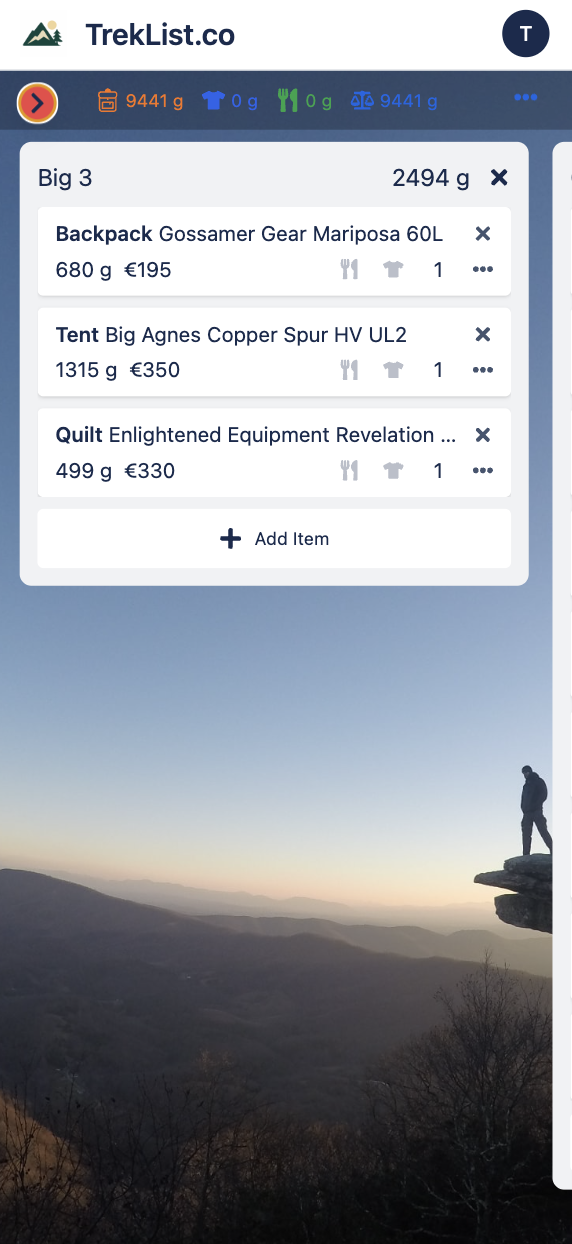 TrekList.co
T
9441 g 0 g 0 g 9441 g
Big 3 2494 g
Backpack Gossamer Gear Mariposa 60L
680 g €195 1
Tent Big Agnes Copper Spur HV UL2
1315 g €350 1
Quilt Enlightened Equipment Revelation ...
499 g €330 1
Add Item